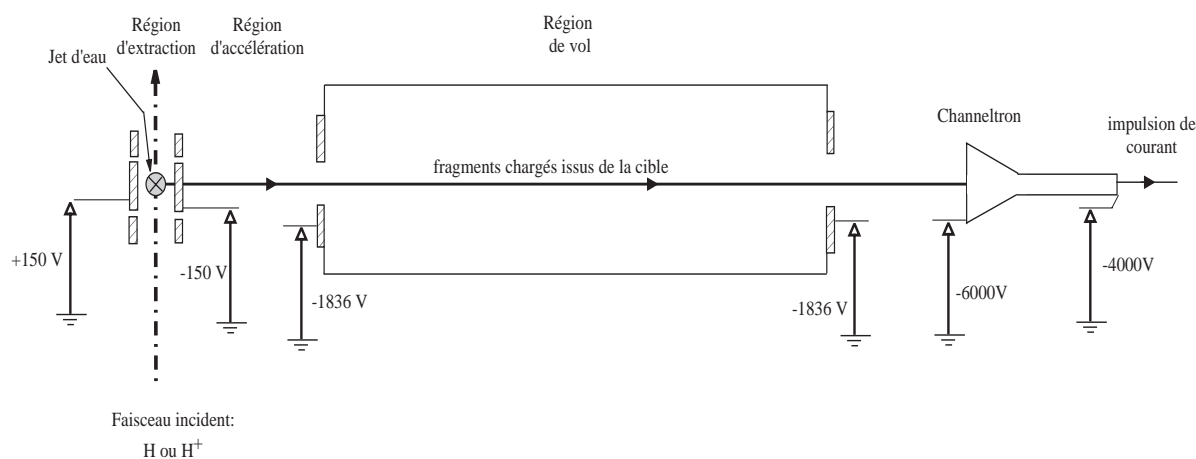 Région
d'extraction
Région
d'accélération
Région
de vol
Jet d'eau
Channeltron
impulsion de
courant
fragments chargés issus de la cible
+150 V
-150 V
-1836 V
-1836 V
-6000V
-4000V
Faisceau incident:
H ou H+